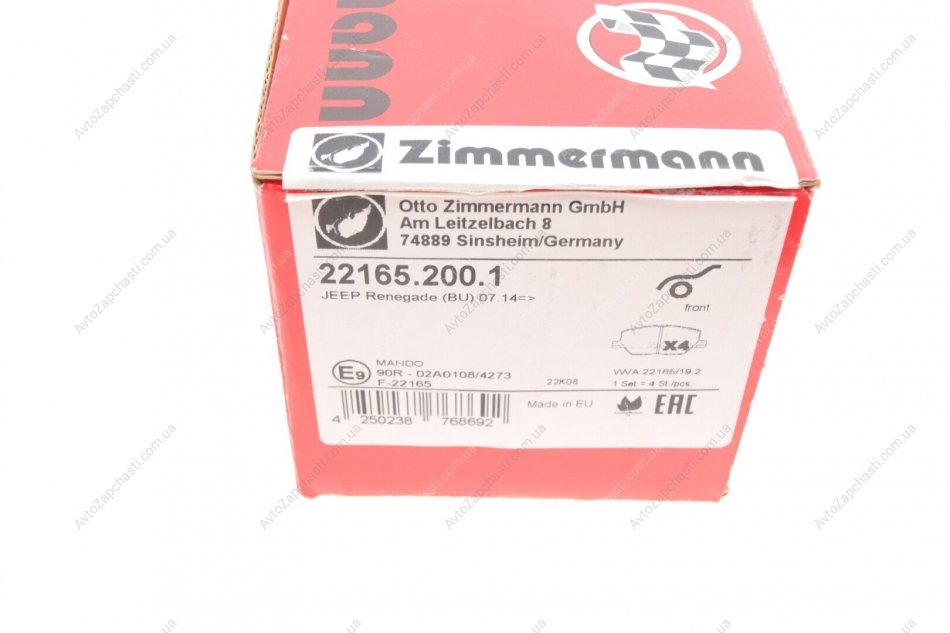 Zimmermann
Otto Zimmermann GmbH
Am Leitzelbach 8
74889 Sinsheim/Germany
22165.200.1
JEEP Renegade (BU) 07.14=>
front
X4
E9
MANDO
90R - 02A0108/4273
F-22165
22K08
WVA 22165/19.2
1 Set = 4 St./pcs.
Made in EU
EAC
4 250238 768692
AvtoZapchasti.com.ua